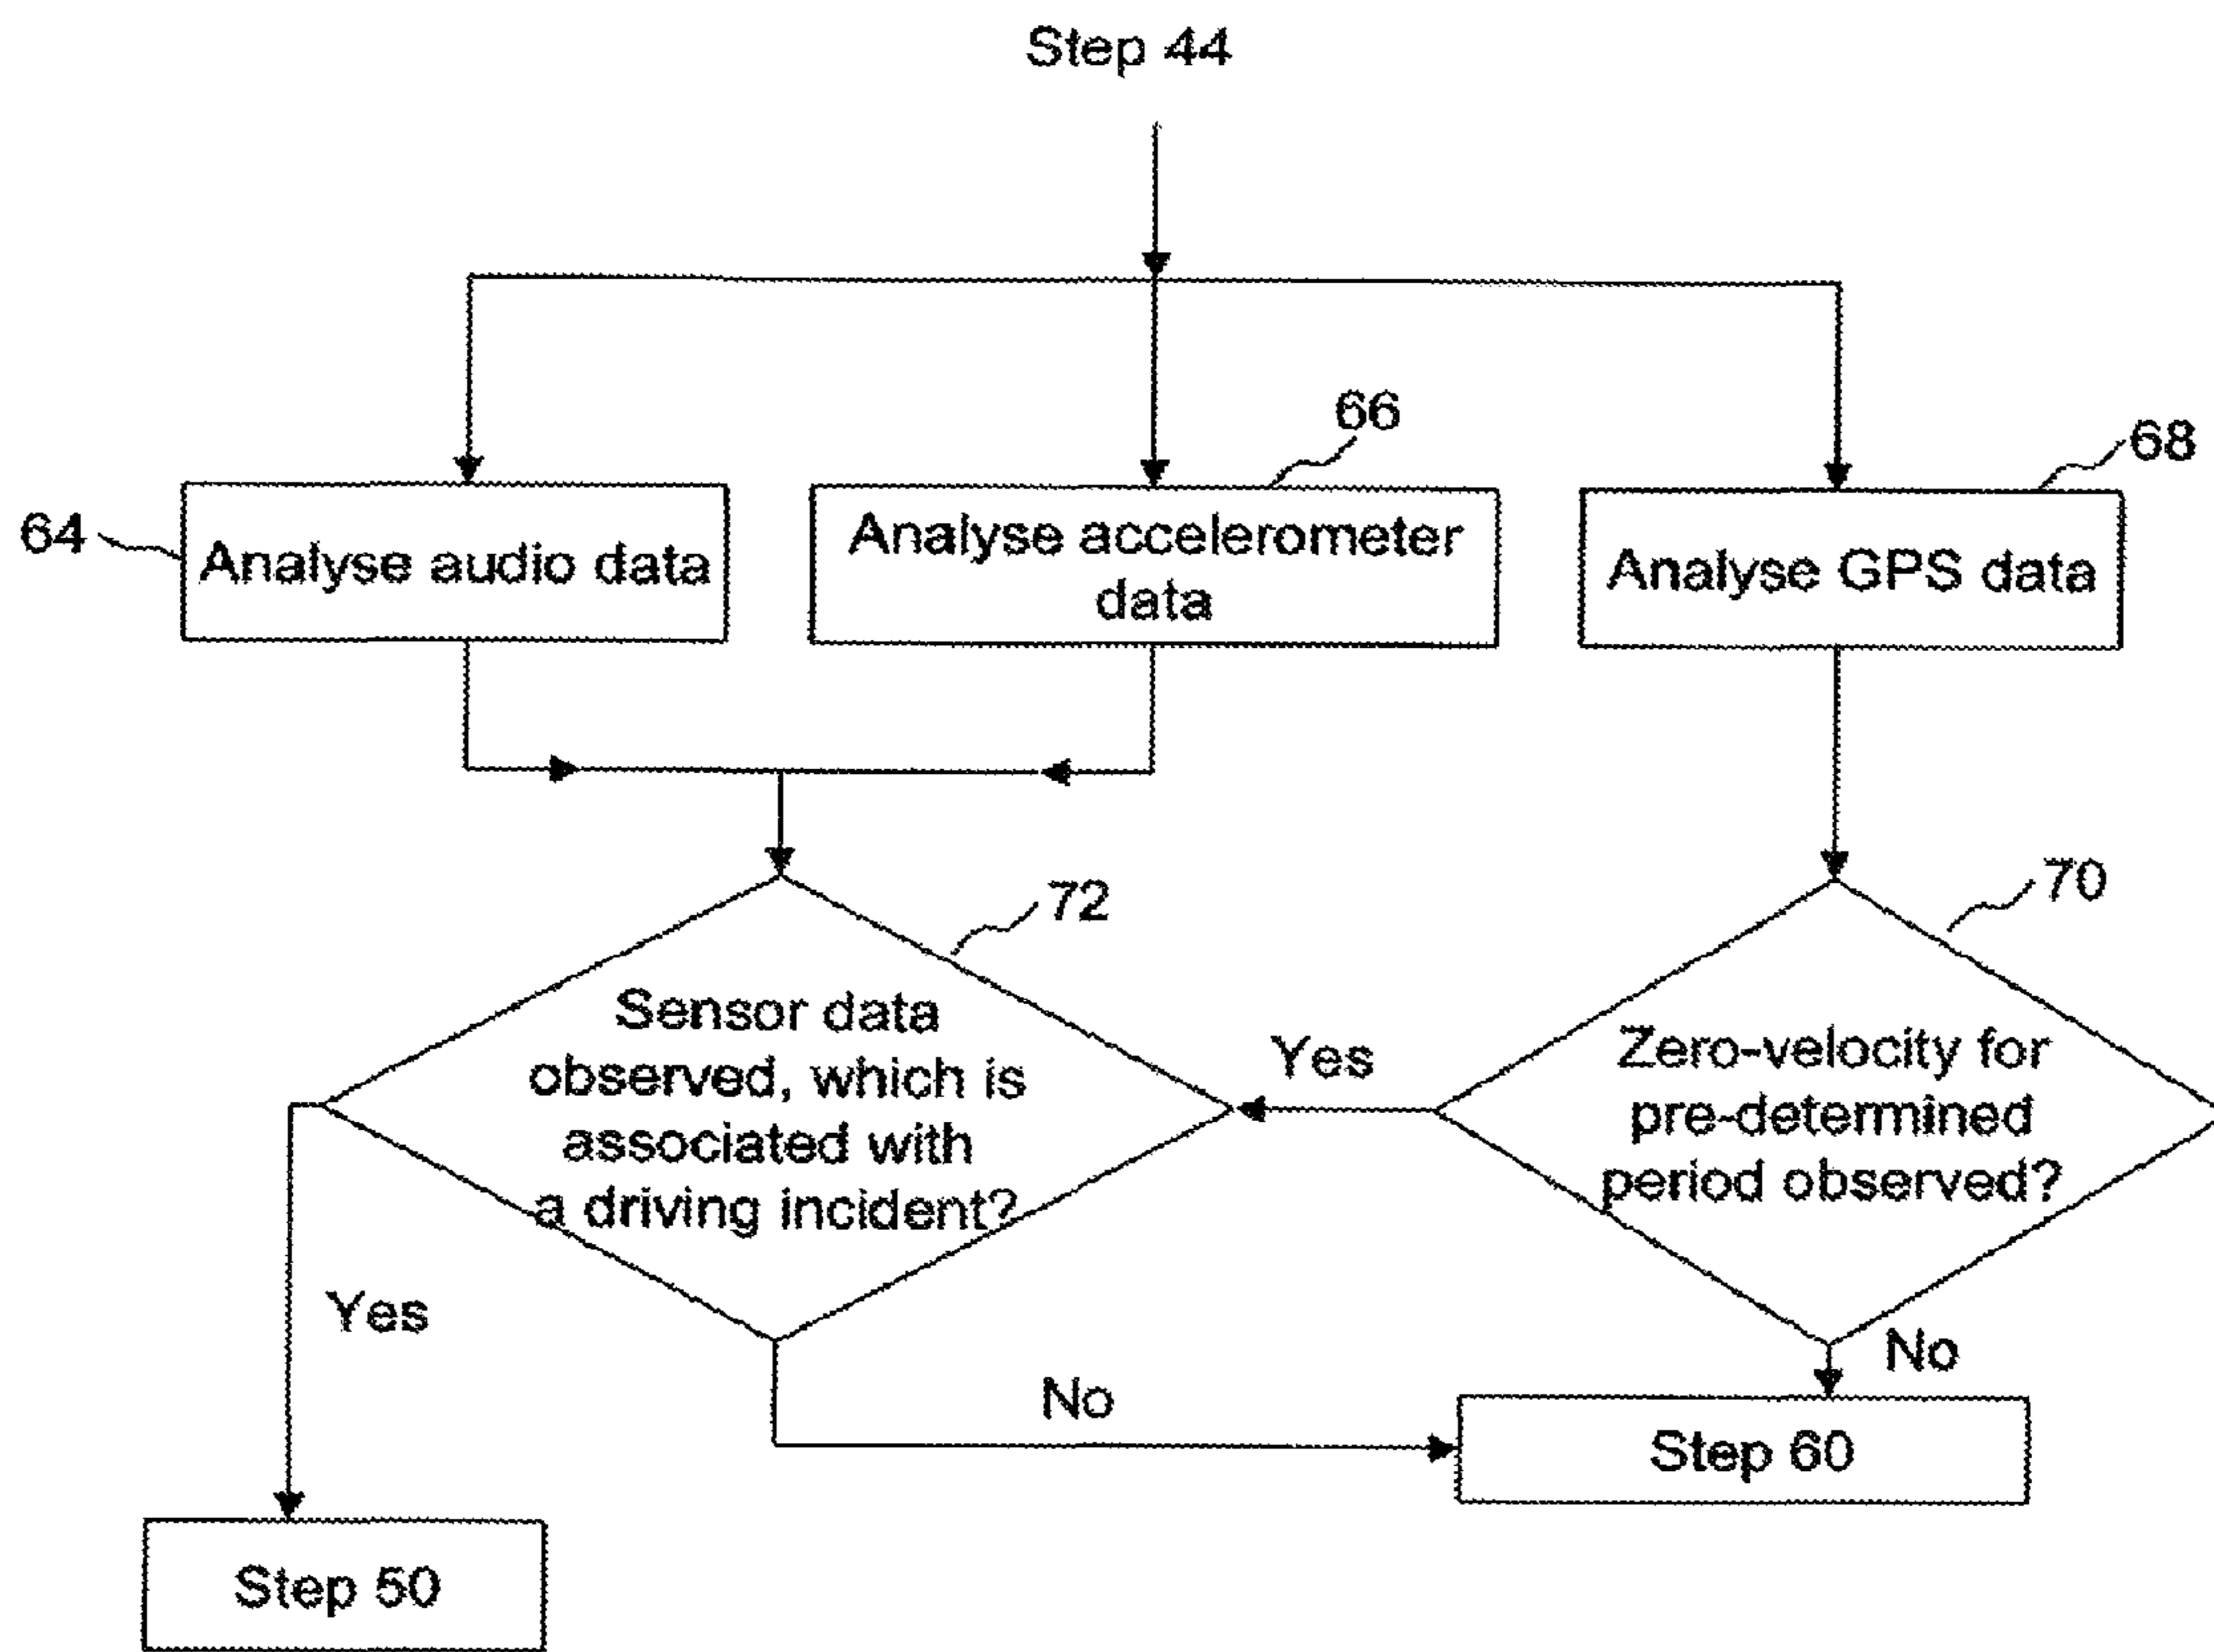 Step 44
66
68
64
Analyse audio data
Analyse accelerometer
data
Analyse GPS data
72
70
Sensor data
observed, which is
associated with
a driving incident?
Yes
Zero-velocity for
pre-determined
period observed?
Yes
No
No
Step 60
Step 50